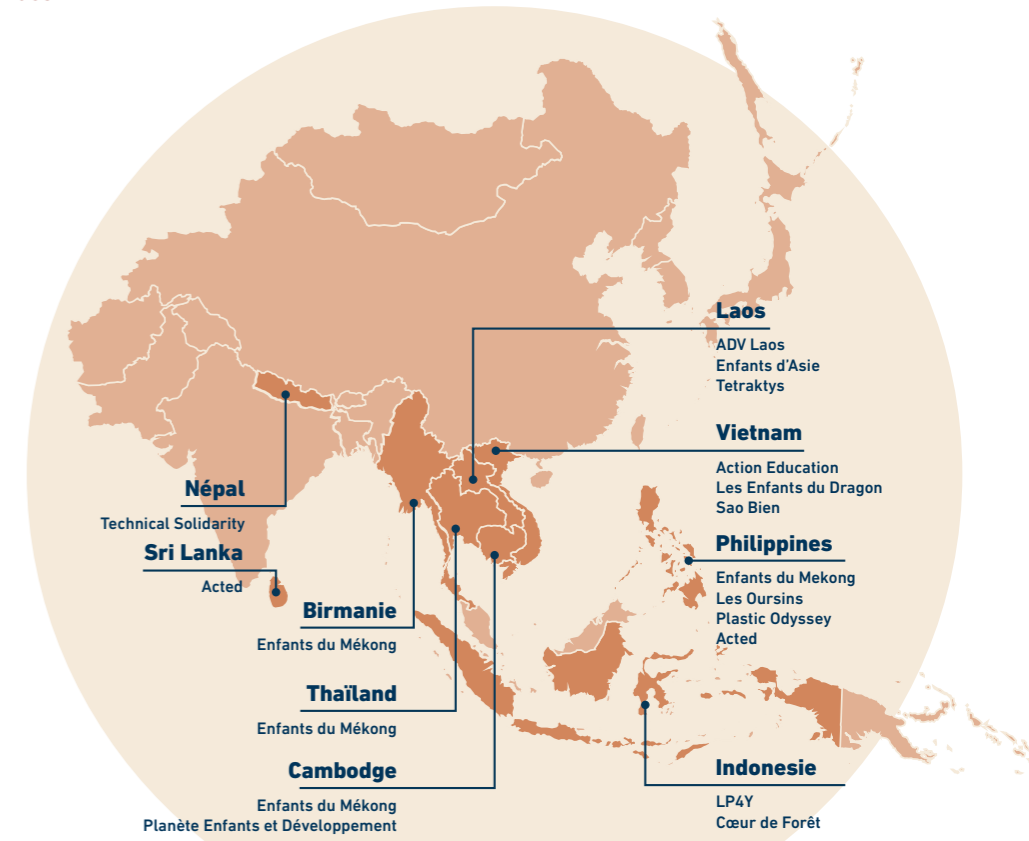 Laos
ADV Laos
Enfants d'Asie
Tetraktys
Vietnam
Action Education
Les Enfants du Dragon
Sao Bien
Népal
Technical Solidarity
Sri Lanka
Acted
Philippines
Enfants du Mekong
Les Oursins
Plastic Odyssey
Acted
Birmanie
Enfants du Mékong
Thaïland
Enfants du Mékong
Cambodge
Enfants du Mékong
Planète Enfants et Développement
Indonesie
LP4Y
Cœur de Forêt